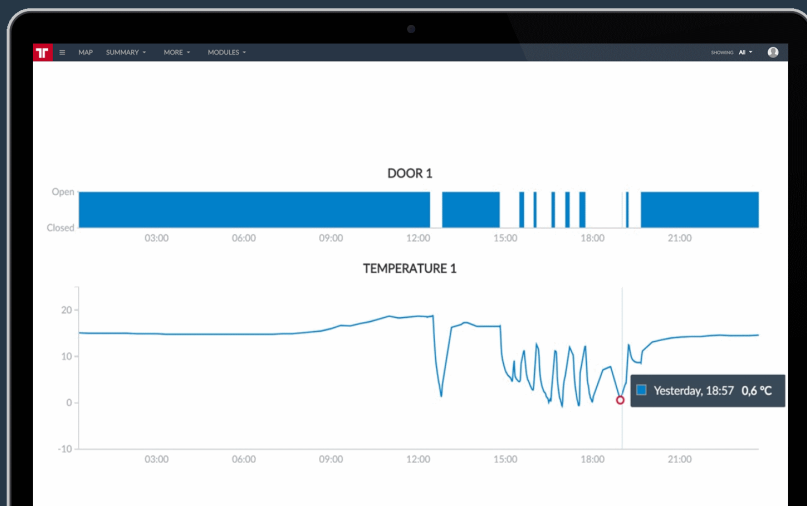 MAP SUMMARY MORE MODULES SHOWING All
DOOR 1
Open
Closed
03:00 06:00 09:00 12:00 15:00 18:00 21:00
TEMPERATURE 1
20
10
0
-10
Yesterday, 18:57 0,6 °C
03:00 06:00 09:00 12:00 15:00 18:00 21:00